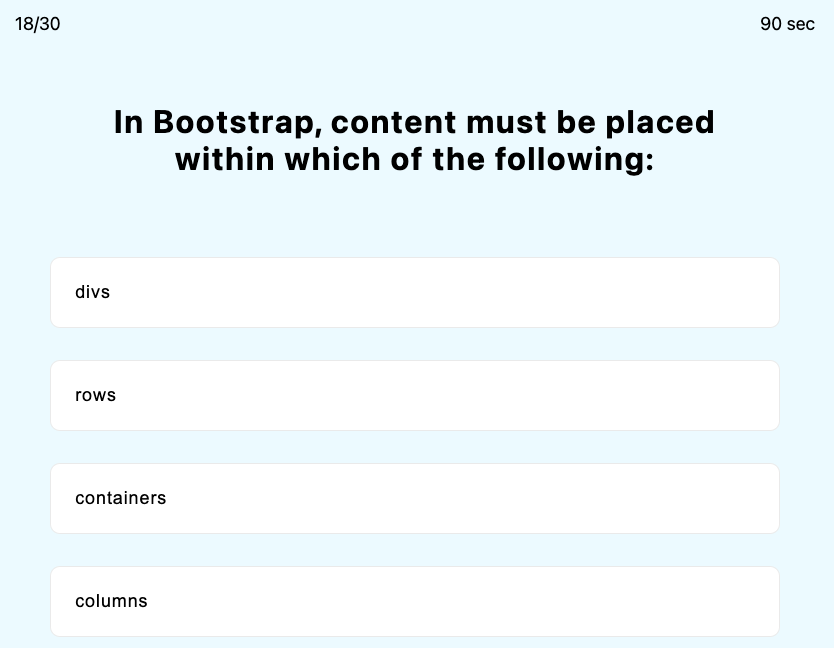 18/30
90 sec
In Bootstrap, content must be placed
within which of the following:
divs
rows
containers
columns